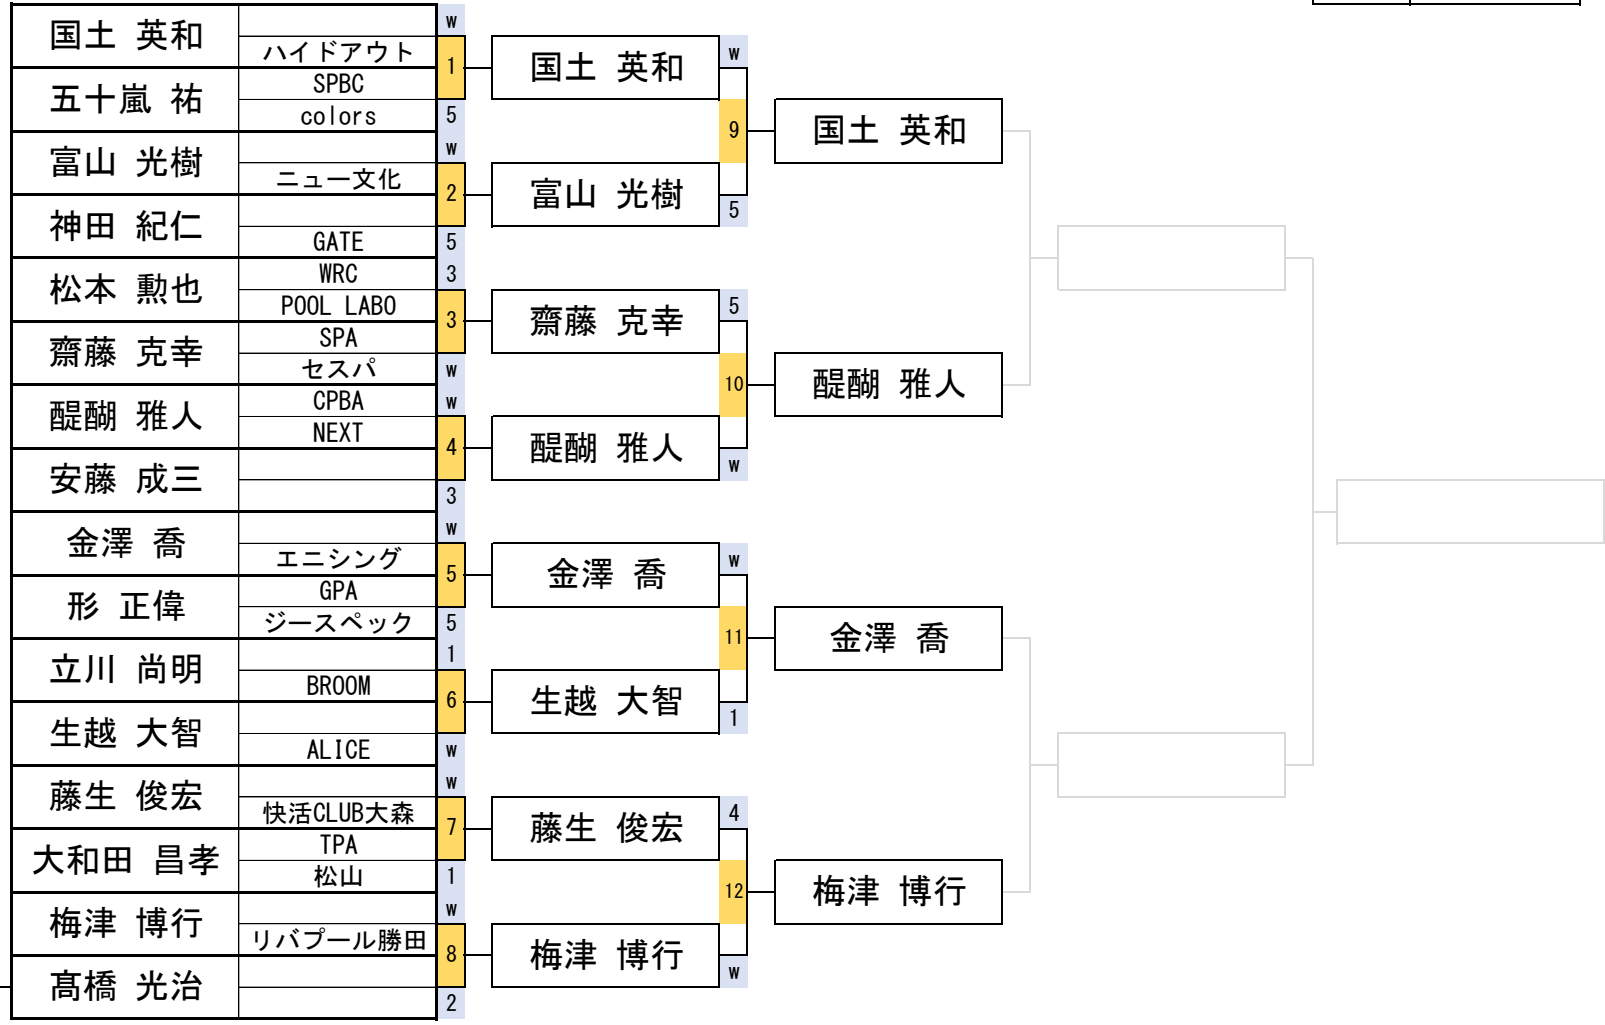 国土 英和
ハイドアウト
w
1
五十嵐 祐
SPBC
colors
5
富山 光樹
ニュー文化
w
2
神田 紀仁
GATE
5
松本 勲也
WRC
POOL LABO
3
3
齋藤 克幸
SPA
セスパ
w
醍醐 雅人
CPBA
NEXT
w
4
安藤 成三
3
金澤 喬
エニシング
w
5
形 正偉
GPA
ジースペック
5
立川 尚明
BROOM
1
6
生越 大智
ALICE
w
藤生 俊宏
快活CLUB大森
w
7
大和田 昌孝
TPA
松山
1
梅津 博行
リバプール勝田
w
8
髙橋 光治
2
国土 英和
w
9
富山 光樹
5
齋藤 克幸
5
10
醍醐 雅人
w
金澤 喬
w
11
生越 大智
1
藤生 俊宏
4
12
梅津 博行
w
国土 英和
醍醐 雅人
金澤 喬
梅津 博行